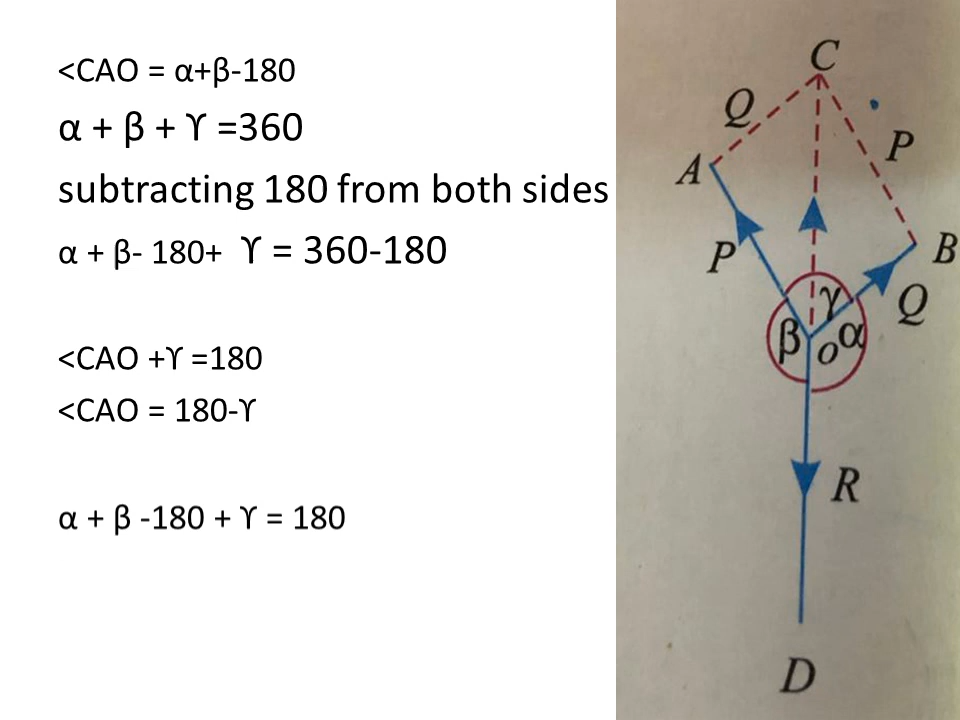 <CAO = α+β-180
α + β + ϒ =360
subtracting 180 from both sides
α + β- 180+ ϒ = 360-180
<CAO +ϒ =180
<CAO = 180-ϒ
α + β -180 + ϒ = 180
C
Q
P
A
B
P
Q
γ
β
o
α
R
D